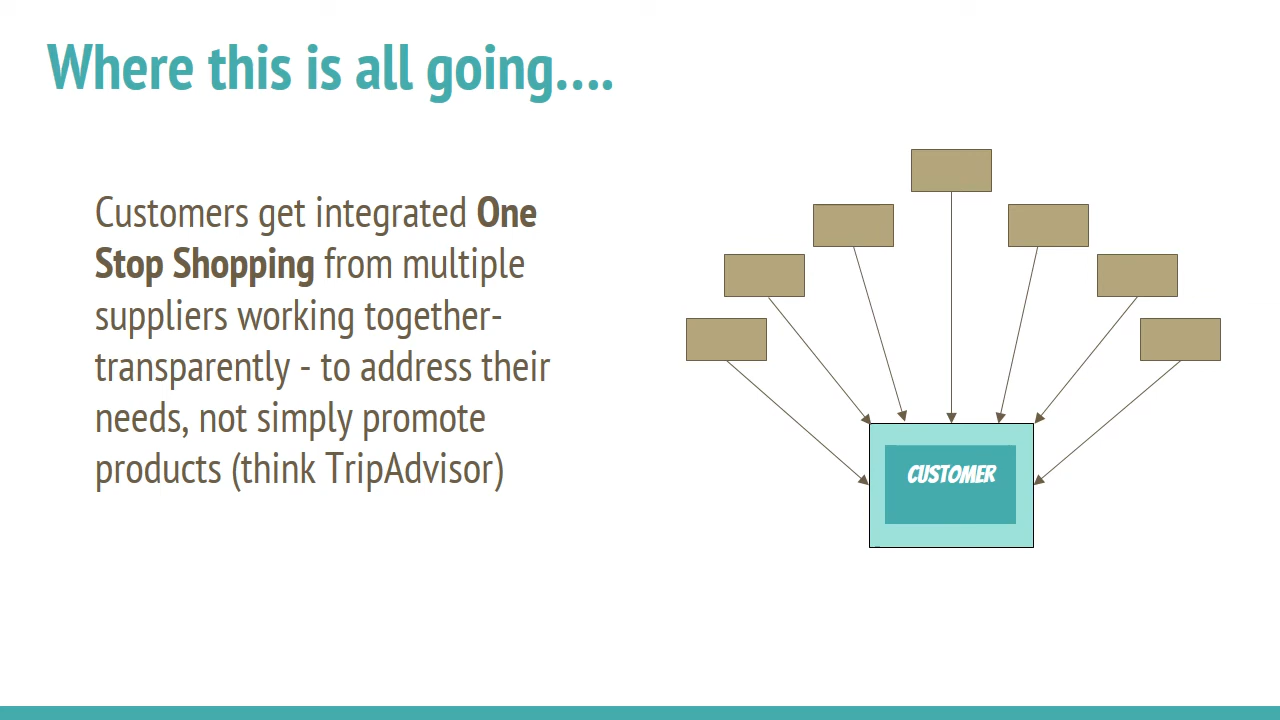 Where this is all going....
Customers get integrated One
Stop Shopping from multiple
suppliers working together-
transparently - to address their
needs, not simply promote
products (think TripAdvisor)
CUSTOMER